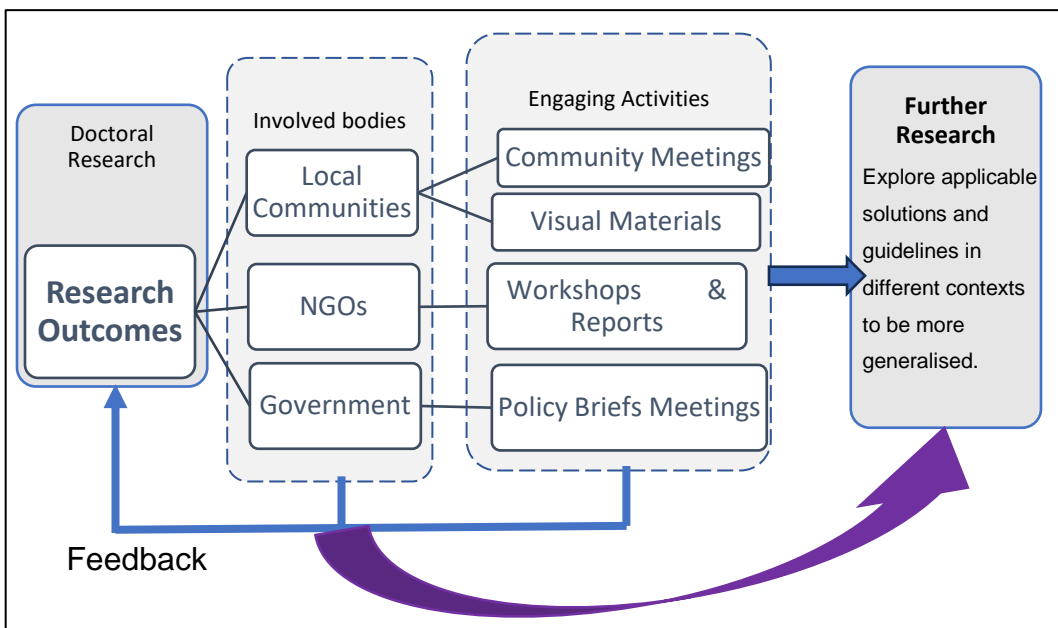 Doctoral
Research
Research
Outcomes
Involved bodies
Local
Communities
NGOs
Government
Engaging Activities
Community Meetings
Visual Materials
Workshops &
Reports
Policy Briefs Meetings
Further
Research
Explore applicable
solutions and
guidelines in
different contexts
to be more
generalised.
Feedback